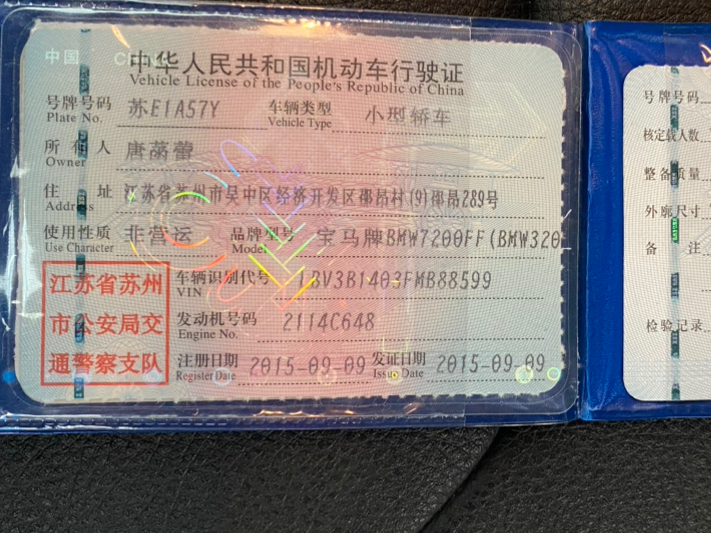 中国 CHINA
中华人民共和国机动车行驶证
Vehicle License of the People's Republic of China
号牌号码 苏E1A57Y 车辆类型 小型轿车
Plate No. Vehicle Type
所有人 唐菡蕾
Owner
住址 江苏省苏州市吴中区经济开发区邵昂村(9)邵昂289号
Address
使用性质 非营运 品牌型号 宝马牌BMW7200FF(BMW320
Use Character Model
江苏省苏州
市公安局交
通警察支队
车辆识别代号 LBV3B1403FMB88599
VIN
发动机号码 2114C648
Engine No.
注册日期 2015-09-09 发证日期 2015-09-09
Register Date Issue Date
号牌号码
核定载人数
整备质量
外廓尺寸
备注
检验记录